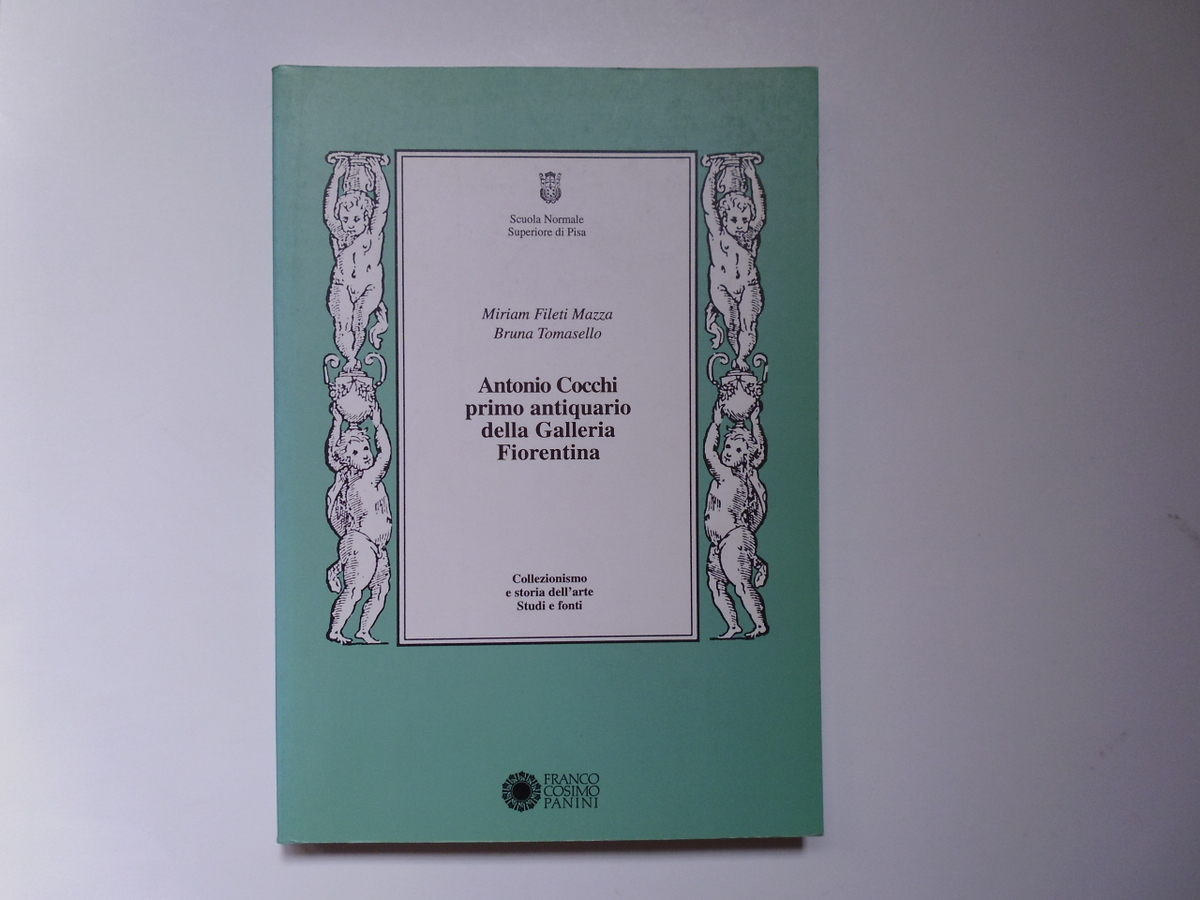 Scuola Normale
Superiore di Pisa
Miriam Fileti Mazza
Bruna Tomasello
Antonio Cocchi
primo antiquario
della Galleria
Fiorentina
Collezionismo
e storia dell'arte
Studi e fonti
FRANCO
COSIMO
PANINI